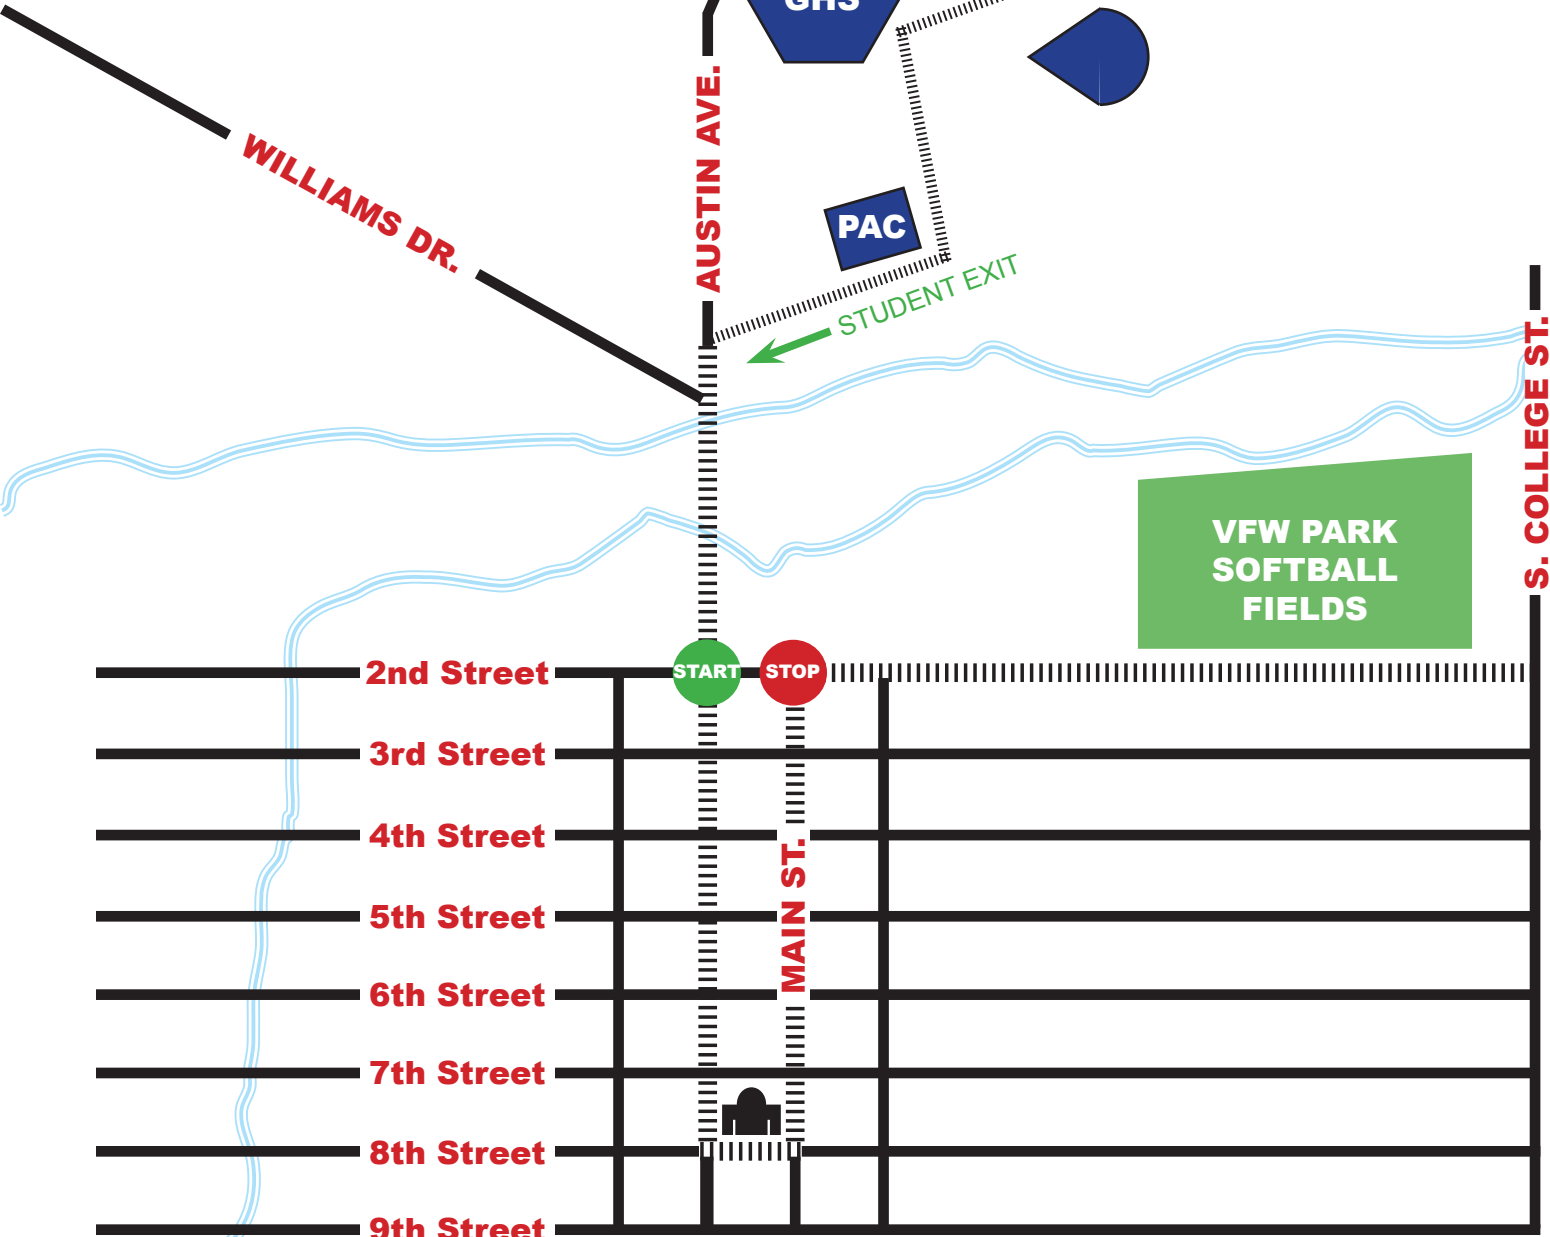 GHS
AUSTIN AVE.
WILLIAMS DR.
PAC
STUDENT EXIT
S. COLLEGE ST.
VFW PARK
SOFTBALL
FIELDS
2nd Street
START
STOP
3rd Street
4th Street
MAIN ST.
5th Street
6th Street
7th Street
8th Street
9th Street